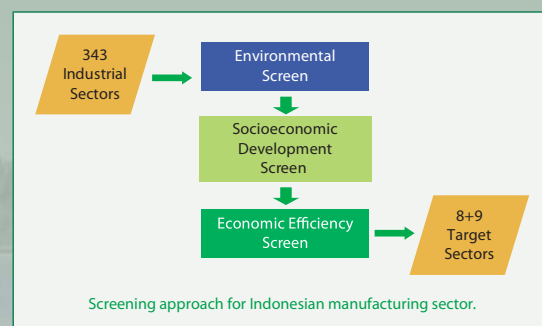 343
Industrial
Sectors
Environmental
Screen
Socioeconomic
Development
Screen
Economic Efficiency
Screen
8+9
Target
Sectors
Screening approach for Indonesian manufacturing sector.